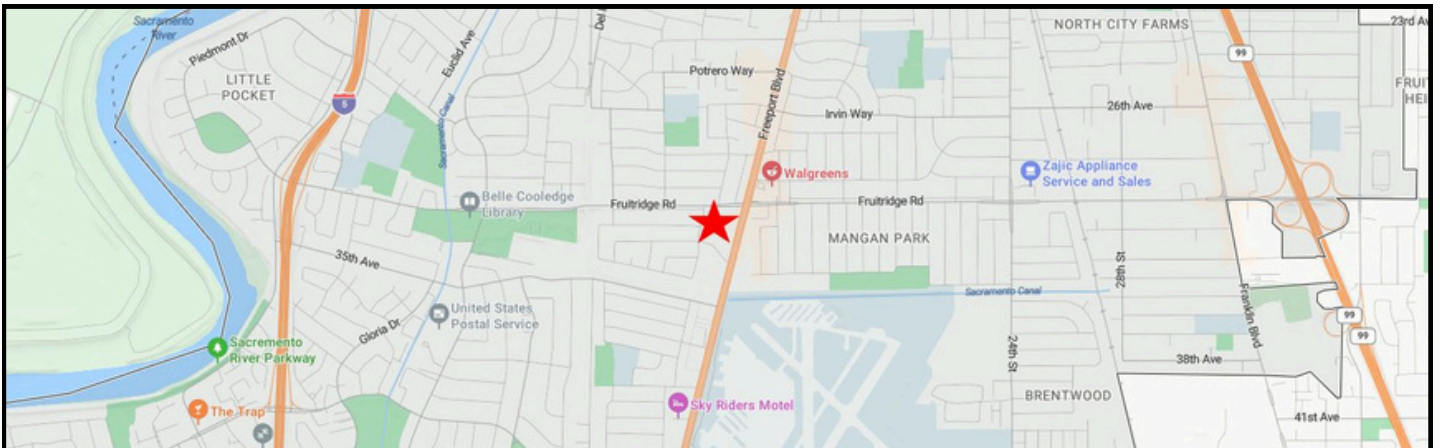 Sacramento
River
Piedmont Dr
Euclid Ave
NORTH CITY FARMS
99
LITTLE
POCKET
Potrero Way
5
Freeport Blvd
26th Ave
Irvin Way
Sacramento Canal
Walgreens
Zajic Appliance
Service and Sales
Belle Cooledge
Library
Fruitridge Rd
Fruitridge Rd
MANGAN PARK
35th Ave
28th St
Sacramento Canal
United States
Postal Service
Gloria Dr
Franklin Blvd
99
99
Sacremento
River Parkway
24th St
38th Ave
BRENTWOOD
The Trap
Sky Riders Motel
41st Ave